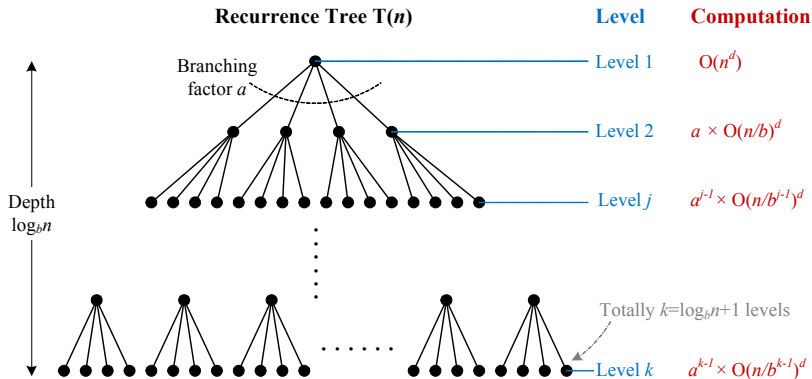 Recurrence Tree T(n) Level Computation
Level 1 O(n^d)
Branching
factor a
Level 2 a × O(n/b)^d
Depth
log_b n
Level j a^{j-1} × O(n/b^{j-1})^d
Totally k=log_b n+1 levels
Level k a^{k-1} × O(n/b^{k-1})^d